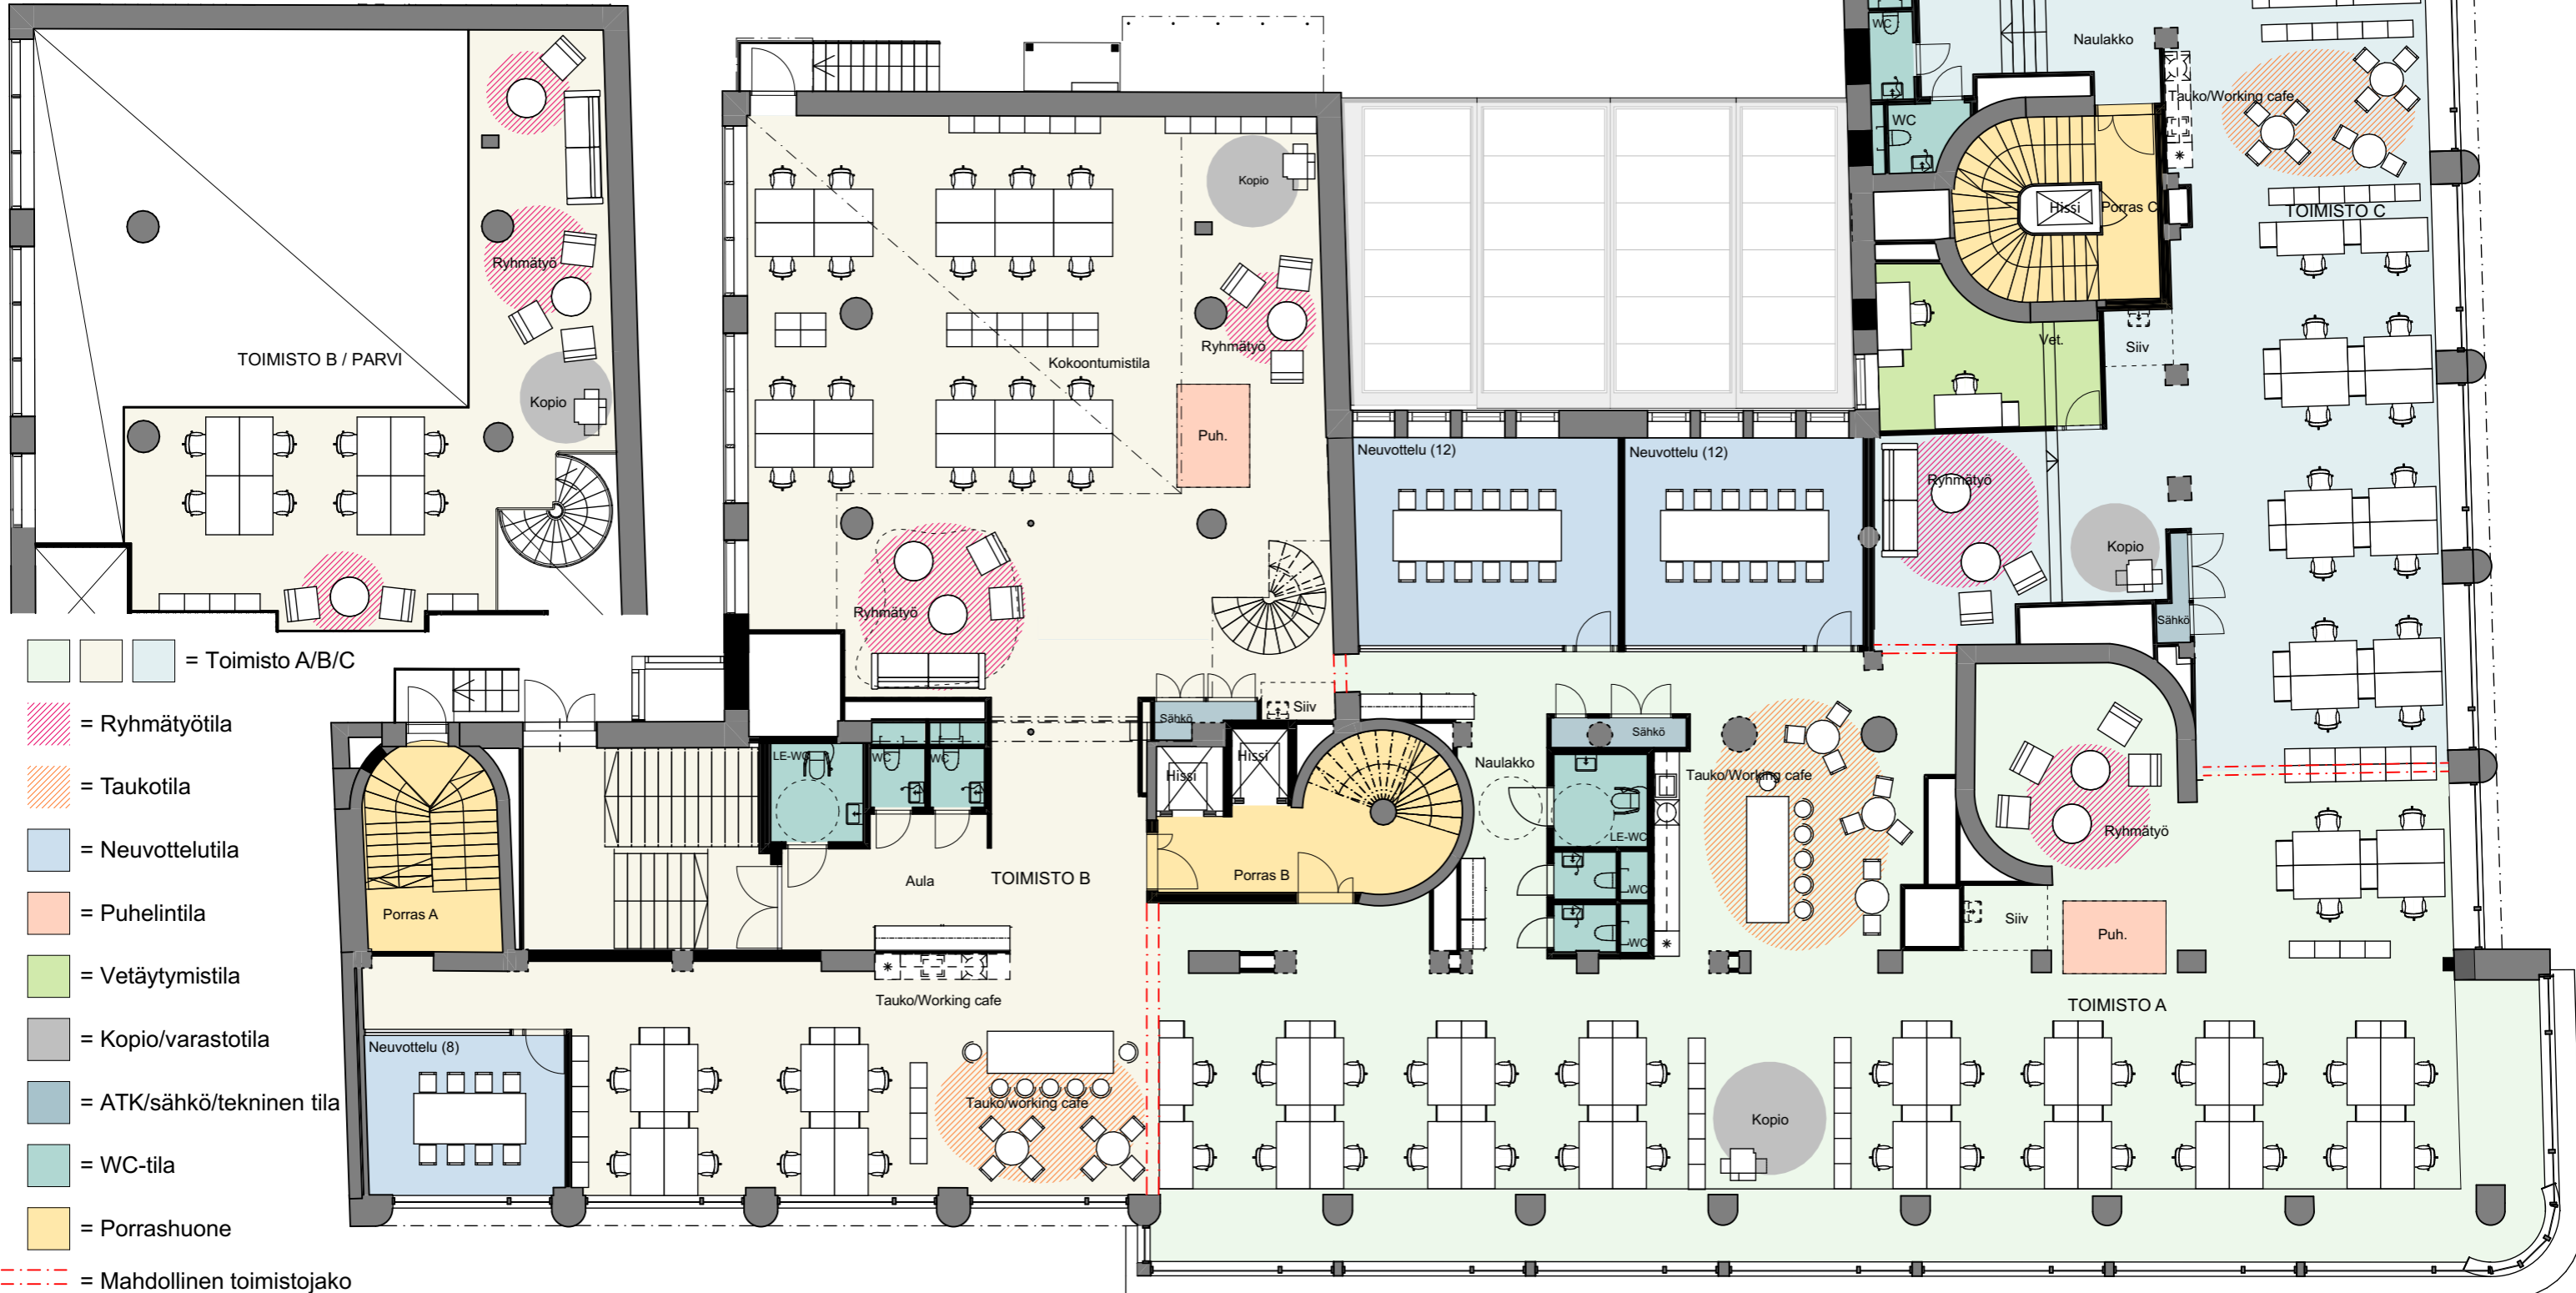 WC
Naulakko
Tauko/Working cafe
WC
Hissi
Porras C
TOIMISTO C
Kopio
Ryhmätyö
Ryhmätyö
Vet.
Siiv
TOIMISTO B / PARVI
Kokoontumistila
Kopio
Puh.
Neuvottelu (12)
Neuvottelu (12)
Ryhmätyö
Kopio
Ryhmätyö
Sähkö
= Toimisto A/B/C
= Ryhmätyötila
= Taukotila
= Neuvottelutila
= Puhelintila
= Vetäytymistila
= Kopio/varastotila
= ATK/sähkö/tekninen tila
= WC-tila
= Porrashuone
= Mahdollinen toimistojako
Sähkö
Siiv
LE-WC
WC
WC
Hissi
Hissi
Naulakko
Sähkö
Tauko/Working cafe
LE-WC
WC
WC
Ryhmätyö
Porras A
Aula
TOIMISTO B
Porras B
Siiv
Puh.
Tauko/Working cafe
TOIMISTO A
Neuvottelu (8)
Tauko/working cafe
Kopio